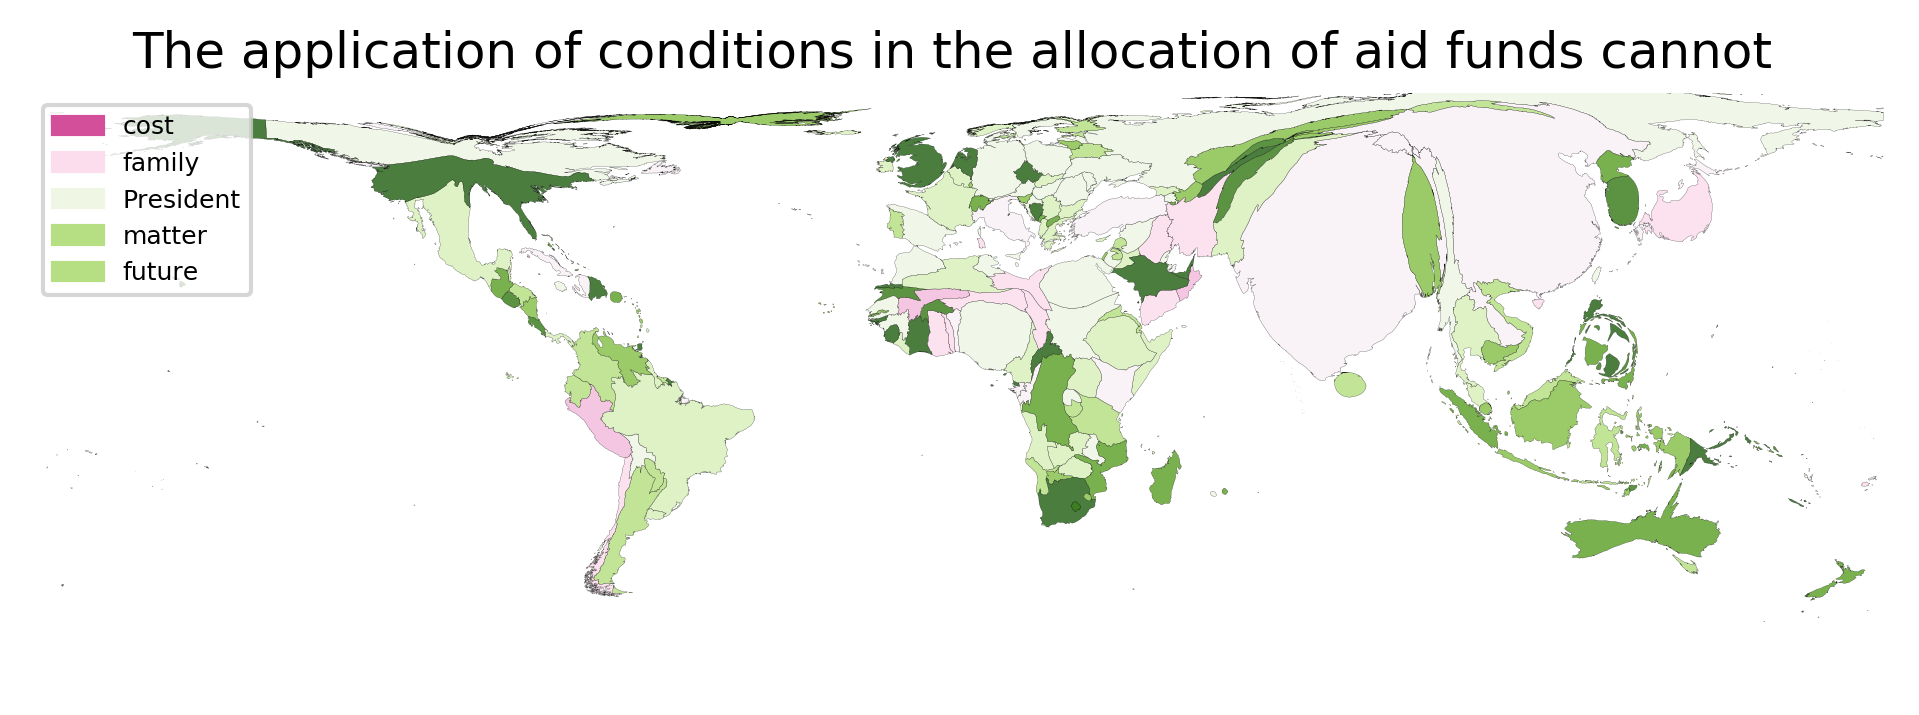 The application of conditions in the allocation of aid funds cannot
cost
family
President
matter
future